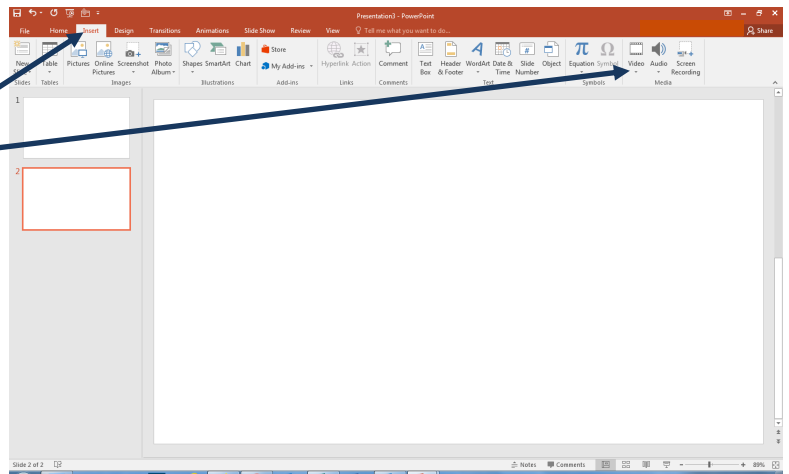 Presentation3 - PowerPoint
File Home Insert Design Transitions Animations Slide Show Review View Tell me what you want to do... Share
New Table Pictures Online Pictures Screenshot Photo Album Shapes SmartArt Chart Store My Add-ins Hyperlink Action Comment Text Box Header & Footer WordArt Date & Time Slide Number # Object π Equation Ω Symbol Video Audio Screen Recording
Slides Tables Images Illustrations Add-ins Links Comments Text Symbols Media
1
2
Slide 2 of 2 Notes Comments 89%